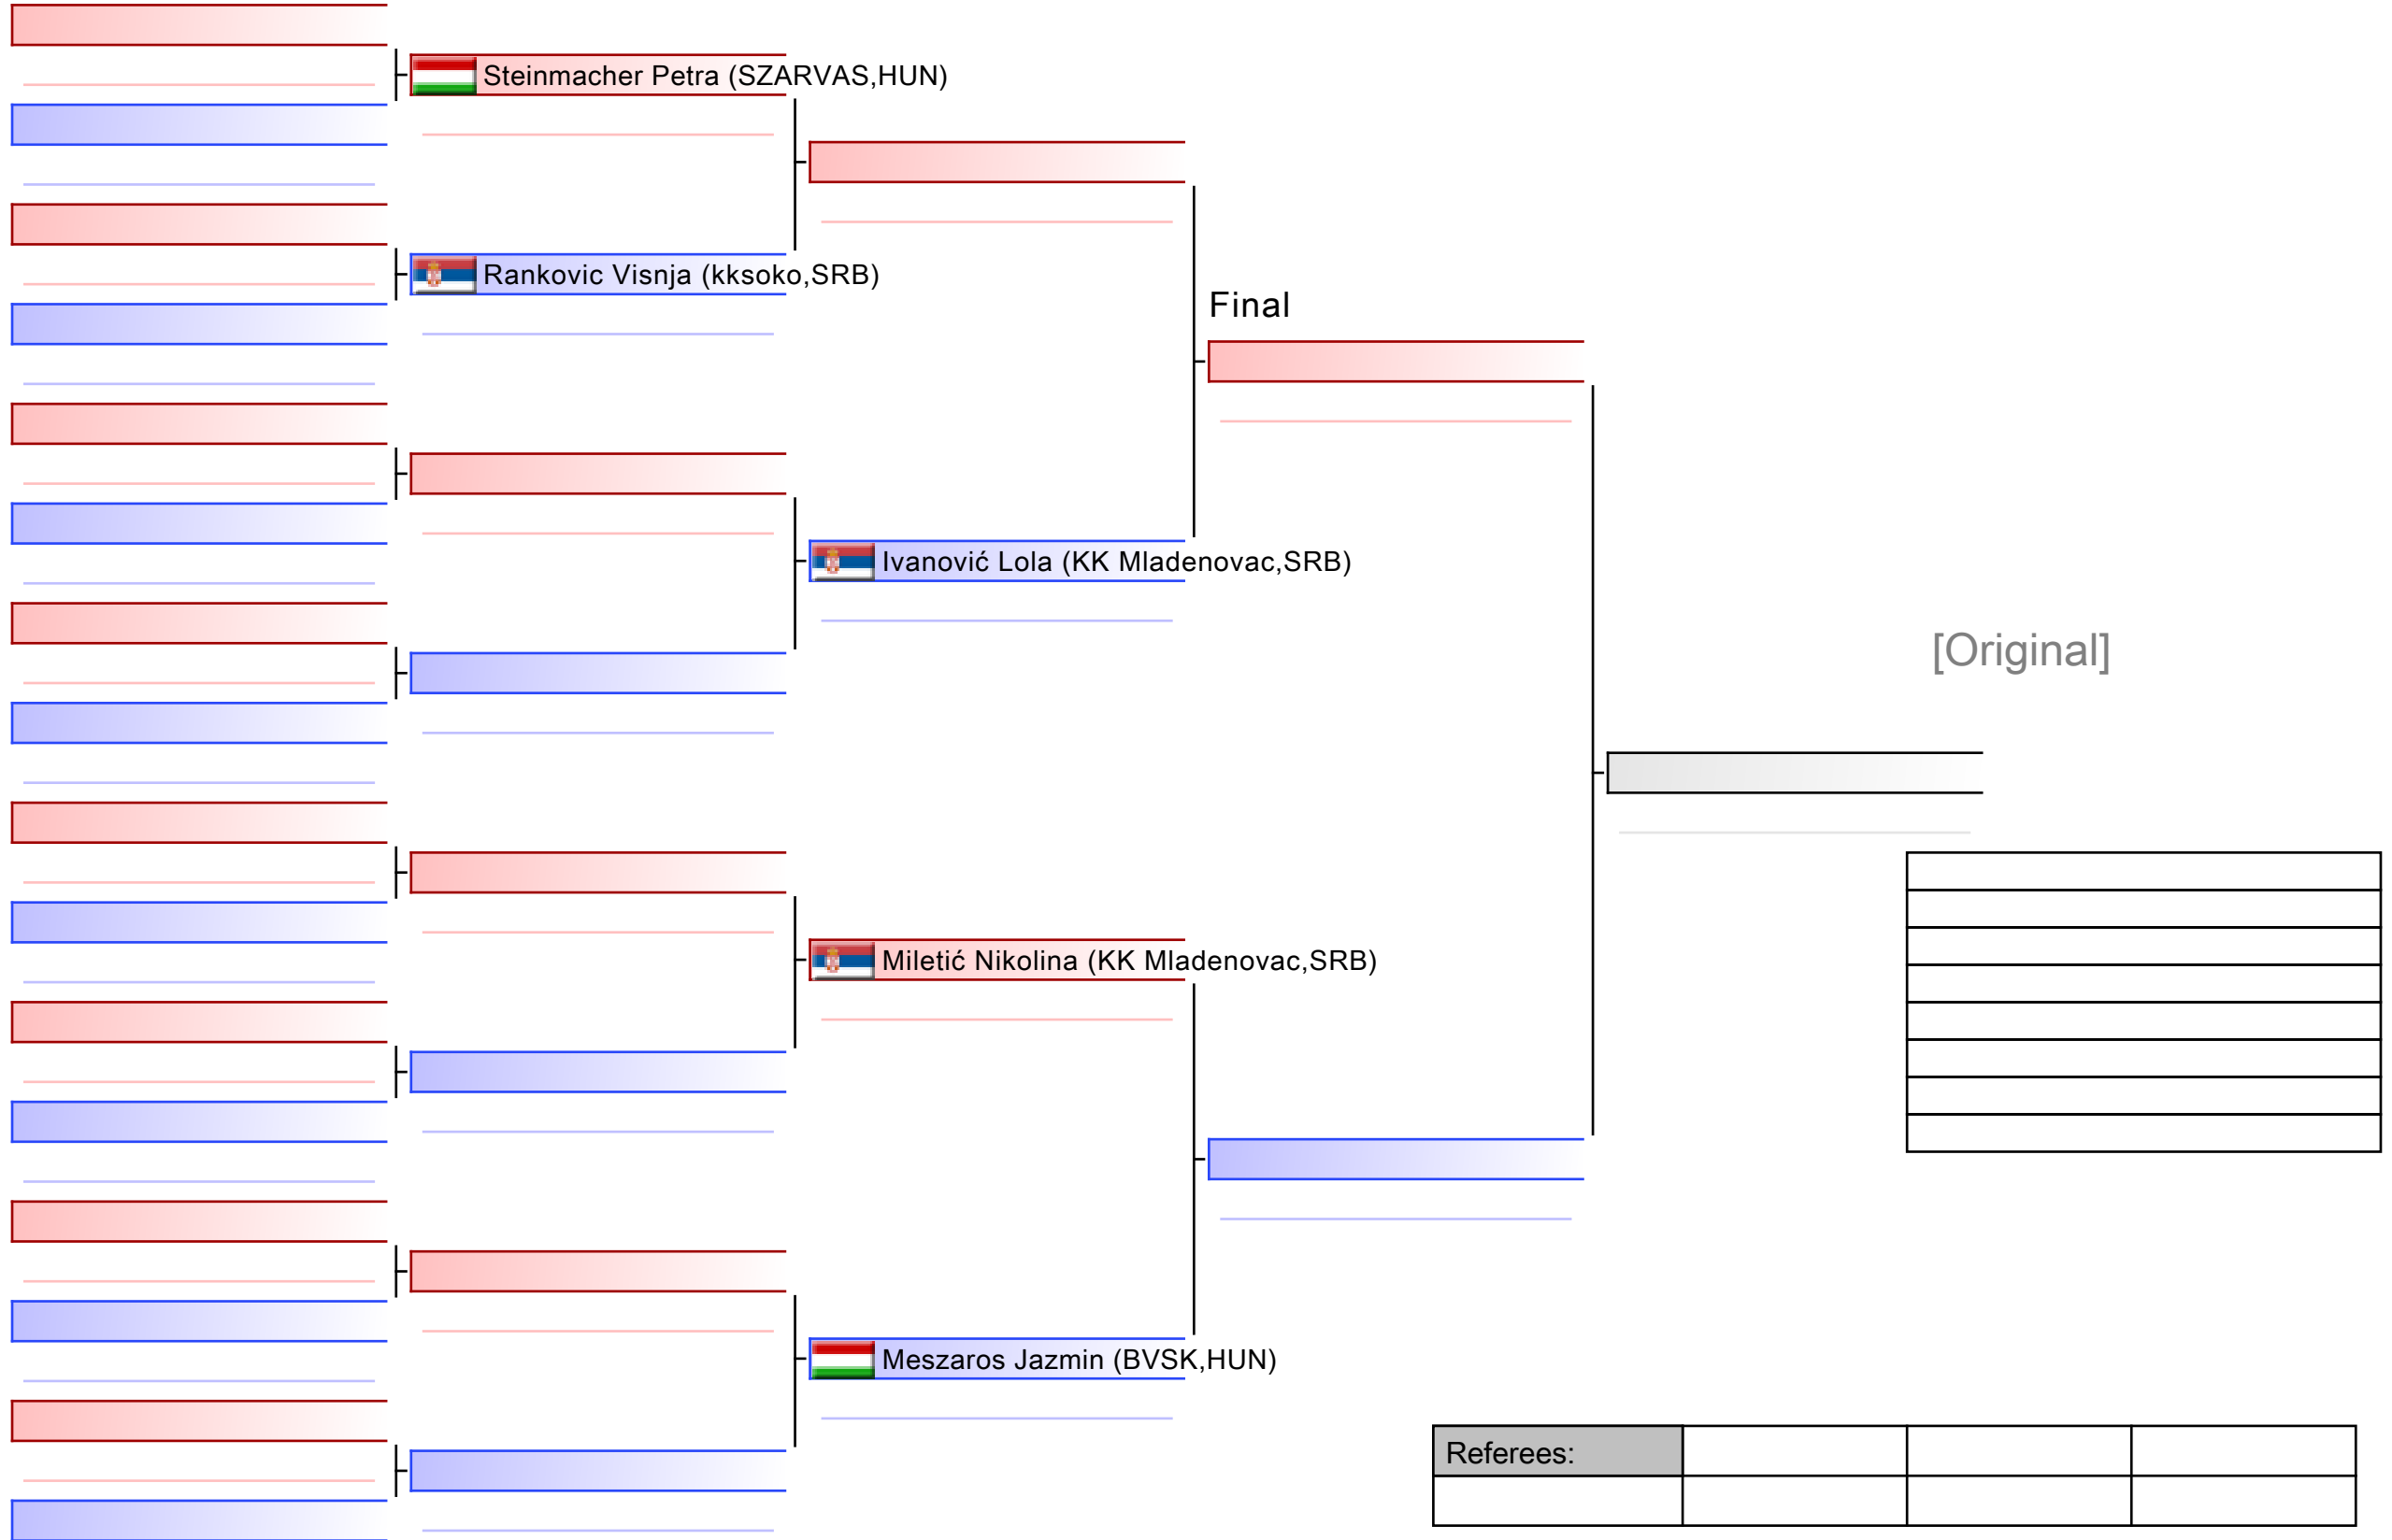 Steinmacher Petra (SZARVAS,HUN)
Rankovic Visnja (kksoko,SRB)
Final
Ivanović Lola (KK Mladenovac,SRB)
[Original]
Miletić Nikolina (KK Mladenovac,SRB)
Meszaros Jazmin (BVSK,HUN)
Referees: